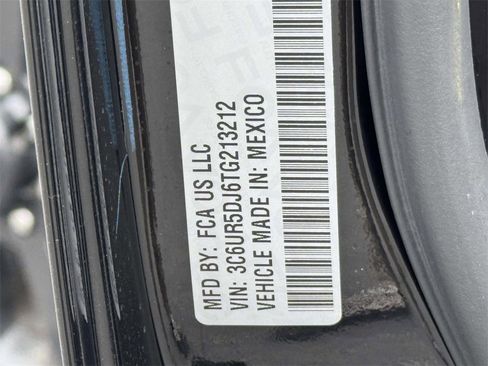 MFD BY: FCA US LLC
VIN: 3C6UR5DJ6TG213212
VEHICLE MADE IN: MEXICO